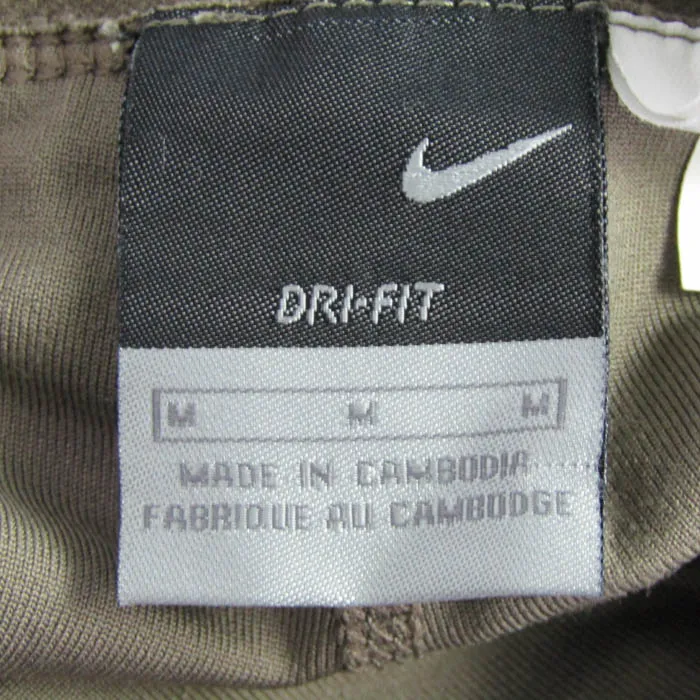 DRI-FIT
M M M
MADE IN CAMBODIA
FABRIQUE AU CAMBODGE